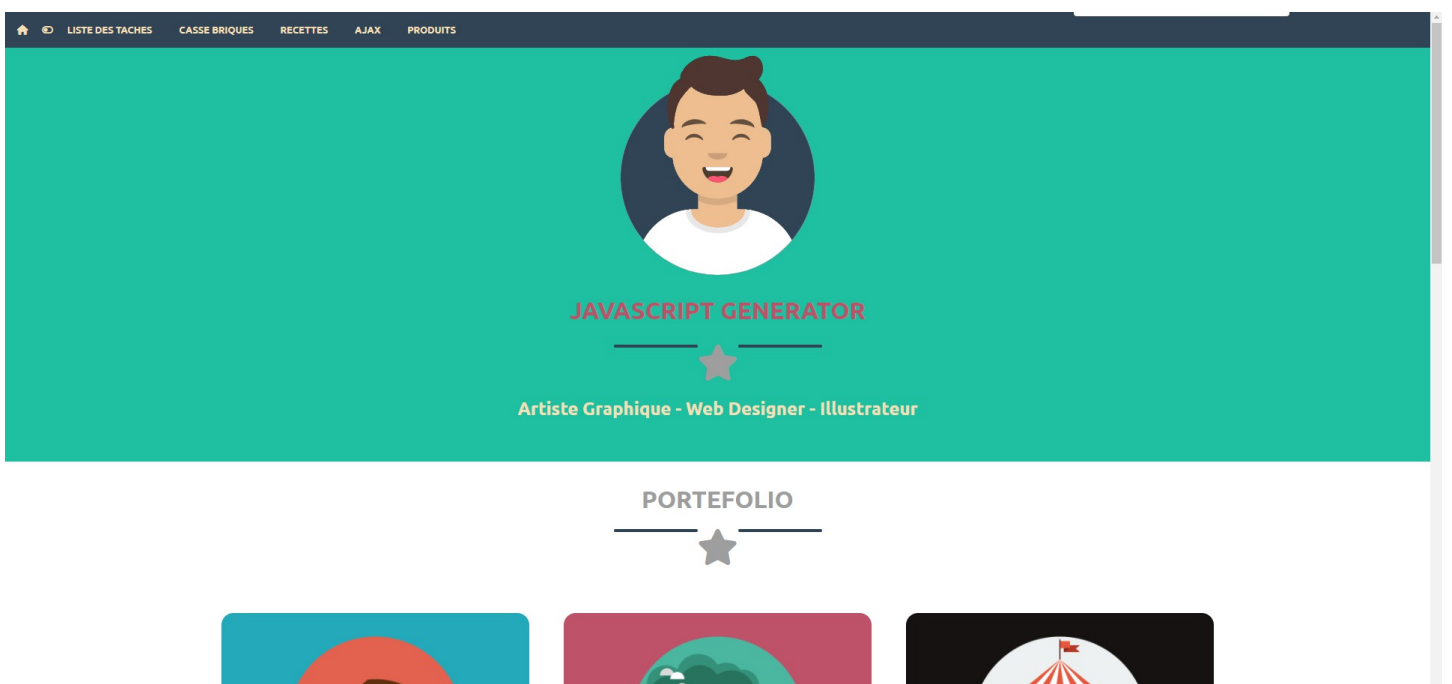 LISTE DES TACHES CASSE BRIQUES RECETTES AJAX PRODUITS
JAVASCRIPT GENERATOR
Artiste Graphique - Web Designer - Illustrateur
PORTEFOLIO